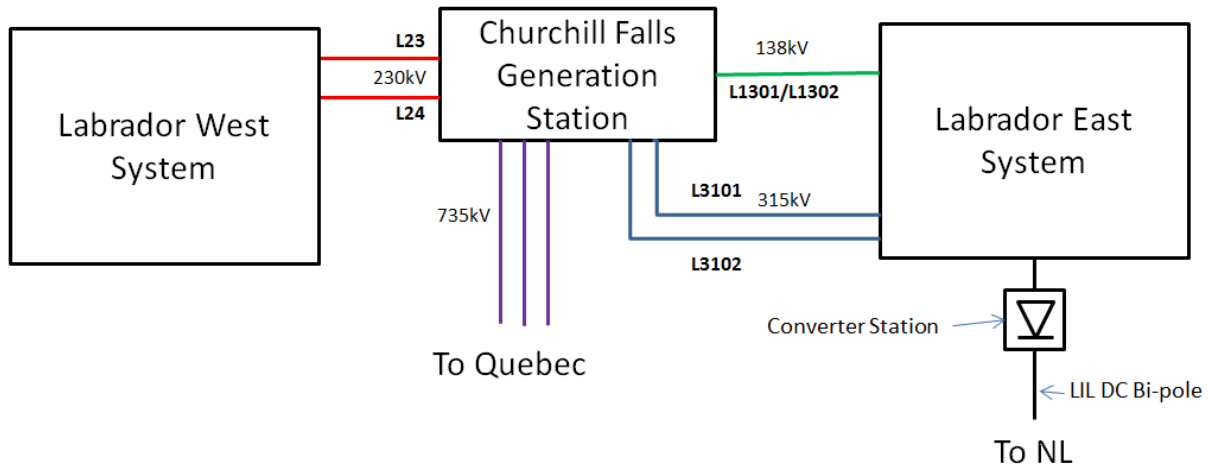 Labrador West
System
L23
230kV
L24
Churchill Falls
Generation
Station
138kV
L1301/L1302
Labrador East
System
735kV
L3101
315kV
L3102
To Quebec
Converter Station
LIL DC Bi-pole
To NL